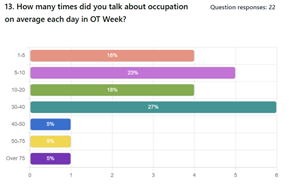 13. How many times did you talk about occupation
on average each day in OT Week?
Question responses: 22
1-5
18%
5-10
23%
10-20
18%
30-40
27%
40-50
5%
50-75
5%
Over 75
5%
0 1 2 3 4 5 6